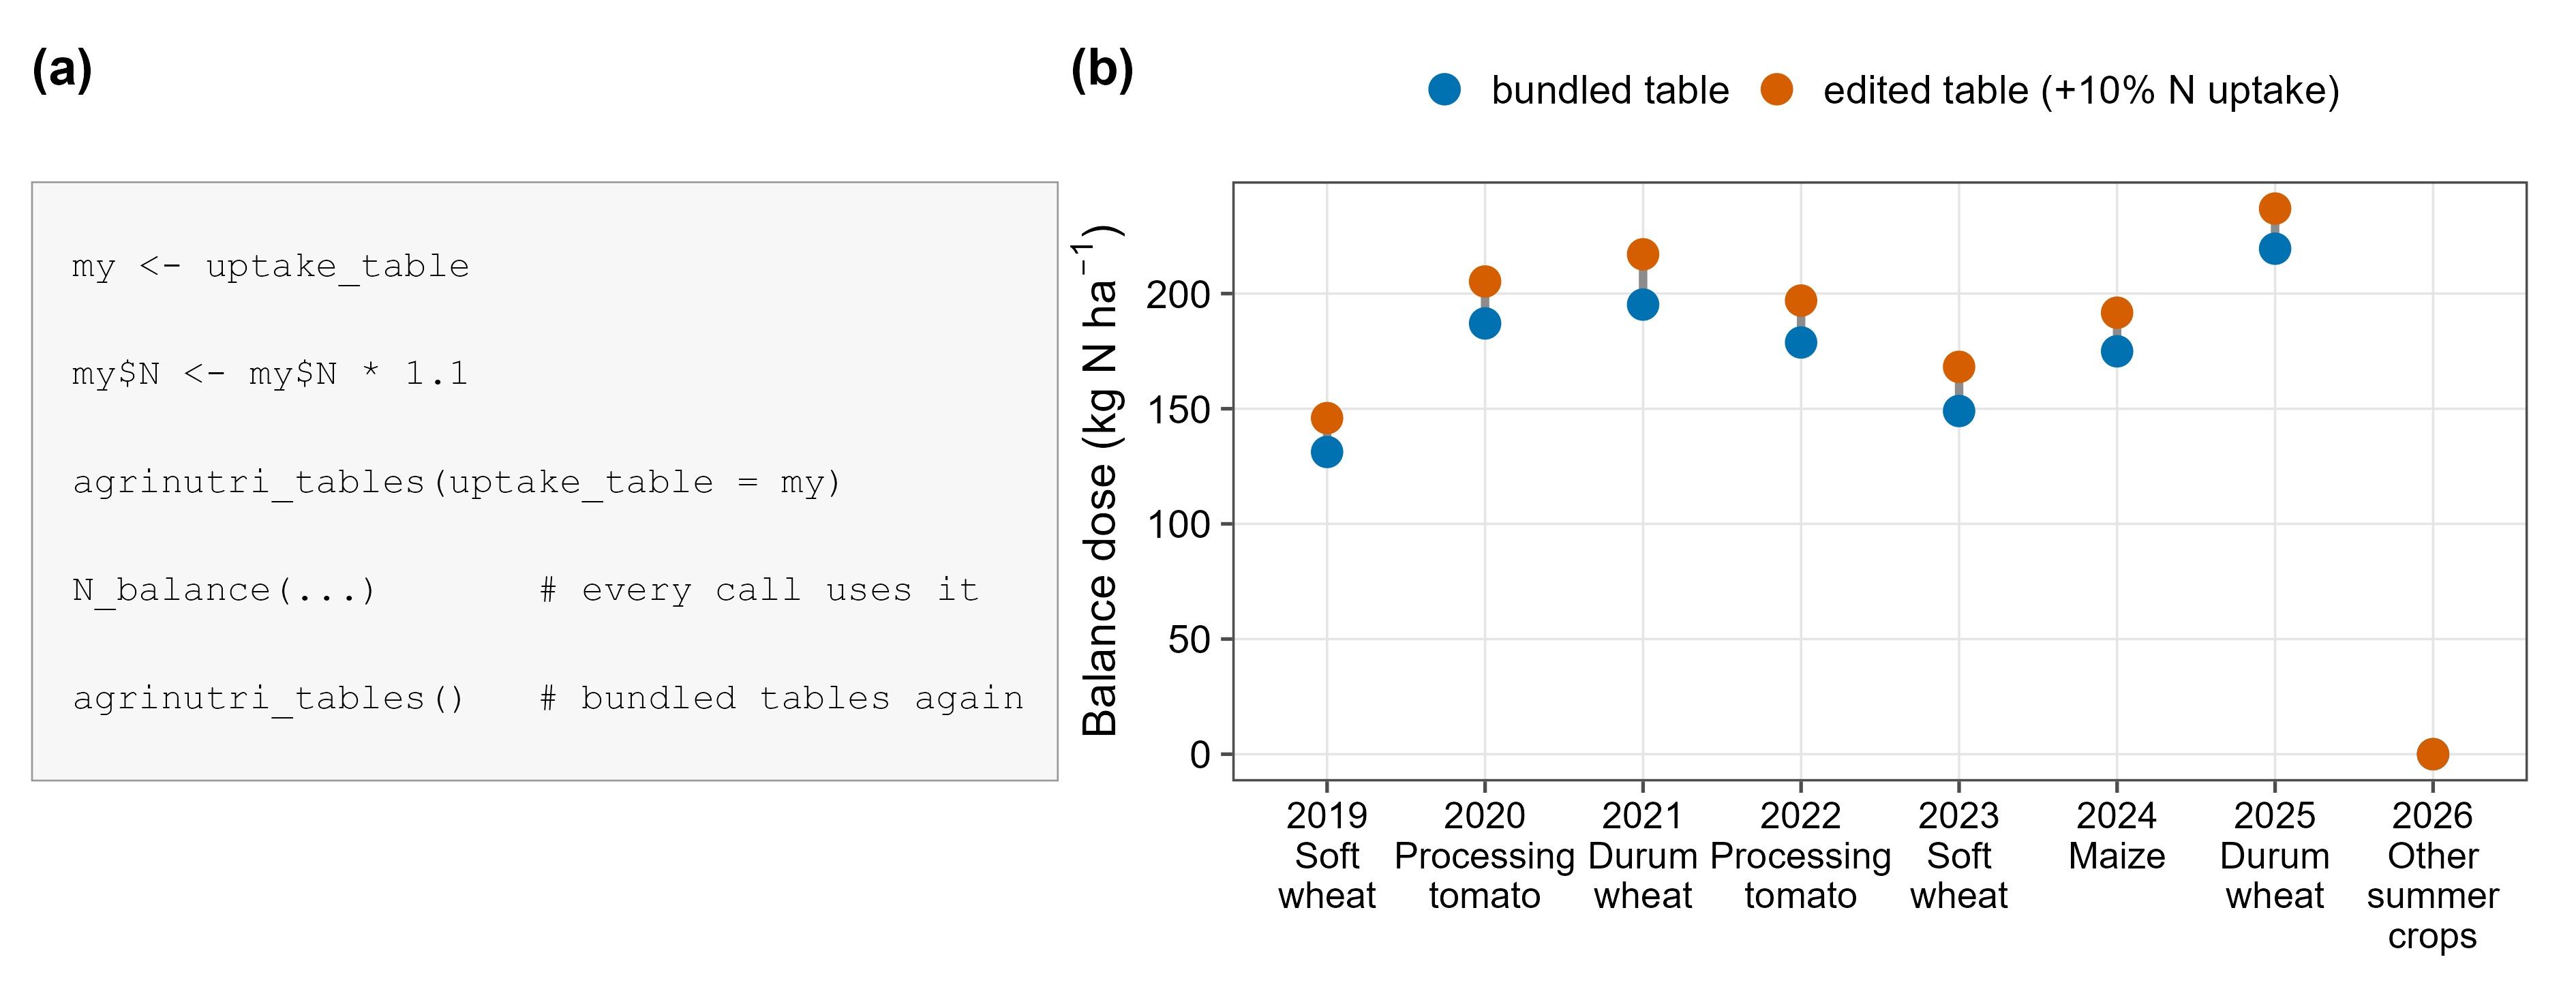 (a)
my <- uptake_table
my$N <- my$N * 1.1
agrinutri_tables(uptake_table = my)
N_balance(...)        # every call uses it
agrinutri_tables()    # bundled tables again
(b)
bundled table
edited table (+10% N uptake)
Balance dose (kg N ha⁻¹)
200
150
100
50
0
2019
Soft
wheat
2020
Processing
tomato
2021
Durum
wheat
2022
Processing
tomato
2023
Soft
wheat
2024
Maize
2025
Durum
wheat
2026
Other
summer
crops